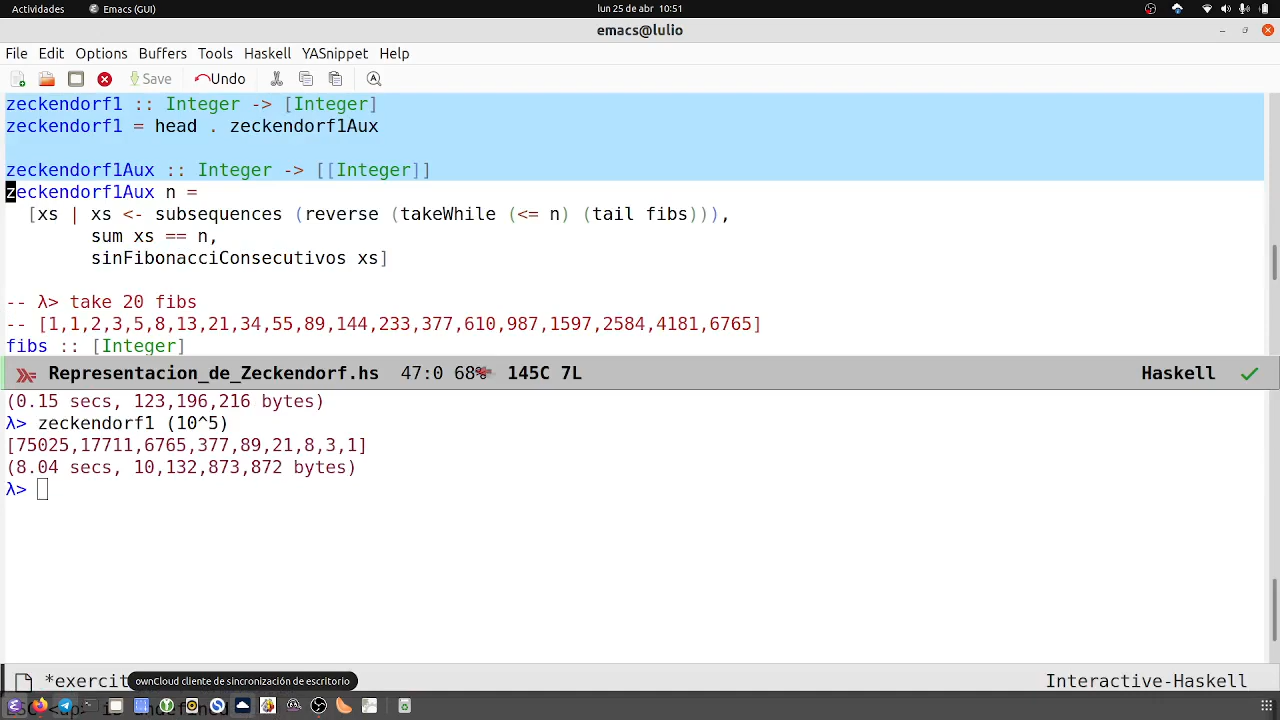 Actividades Emacs (GUI) lun 25 de abr 10:51
emacs@lulio
File Edit Options Buffers Tools Haskell YASnippet Help
Save Undo
zeckendorf1 :: Integer -> [Integer]
zeckendorf1 = head . zeckendorf1Aux
zeckendorf1Aux :: Integer -> [[Integer]]
zeckendorf1Aux n =
[xs | xs <- subsequences (reverse (takeWhile (<= n) (tail fibs))),
sum xs == n,
sinFibonacciConsecutivos xs]
-- λ> take 20 fibs
-- [1,1,2,3,5,8,13,21,34,55,89,144,233,377,610,987,1597,2584,4181,6765]
fibs :: [Integer]
Representacion_de_Zeckendorf.hs 47:0 68% 145C 7L Haskell
(0.15 secs, 123,196,216 bytes)
λ> zeckendorf1 (10^5)
[75025,17711,6765,377,89,21,8,3,1]
(8.04 secs, 10,132,873,872 bytes)
λ>
*exercit ownCloud cliente de sincronización de escritorio Interactive-Haskell